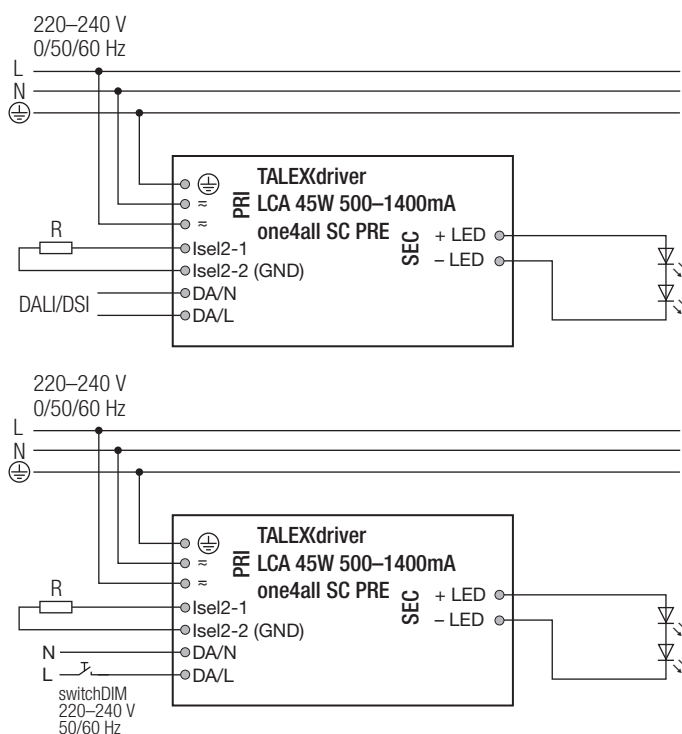 220–240 V
0/50/60 Hz
L
N
TALEXXdriver
PRI
≂ LCA 45W 500–1400mA
≂ one4all SC PRE
SEC
+ LED
– LED
R
Isel2-1
Isel2-2 (GND)
DALI/DSI
DA/N
DA/L
220–240 V
0/50/60 Hz
L
N
TALEXXdriver
PRI
≂ LCA 45W 500–1400mA
≂ one4all SC PRE
SEC
+ LED
– LED
R
Isel2-1
Isel2-2 (GND)
N
DA/N
L
DA/L
switchDIM
220–240 V
50/60 Hz